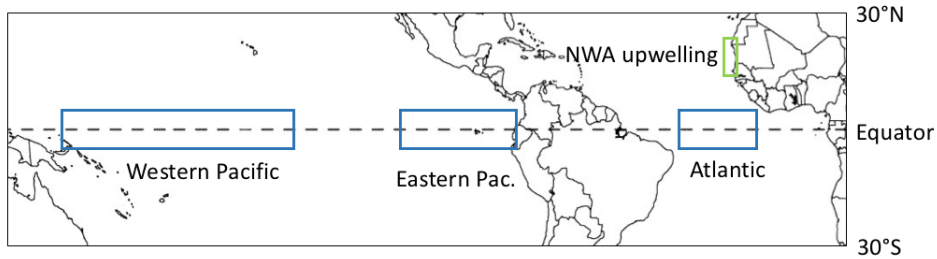 30°N
NWA upwelling
Equator
Western Pacific
Eastern Pac.
Atlantic
30°S